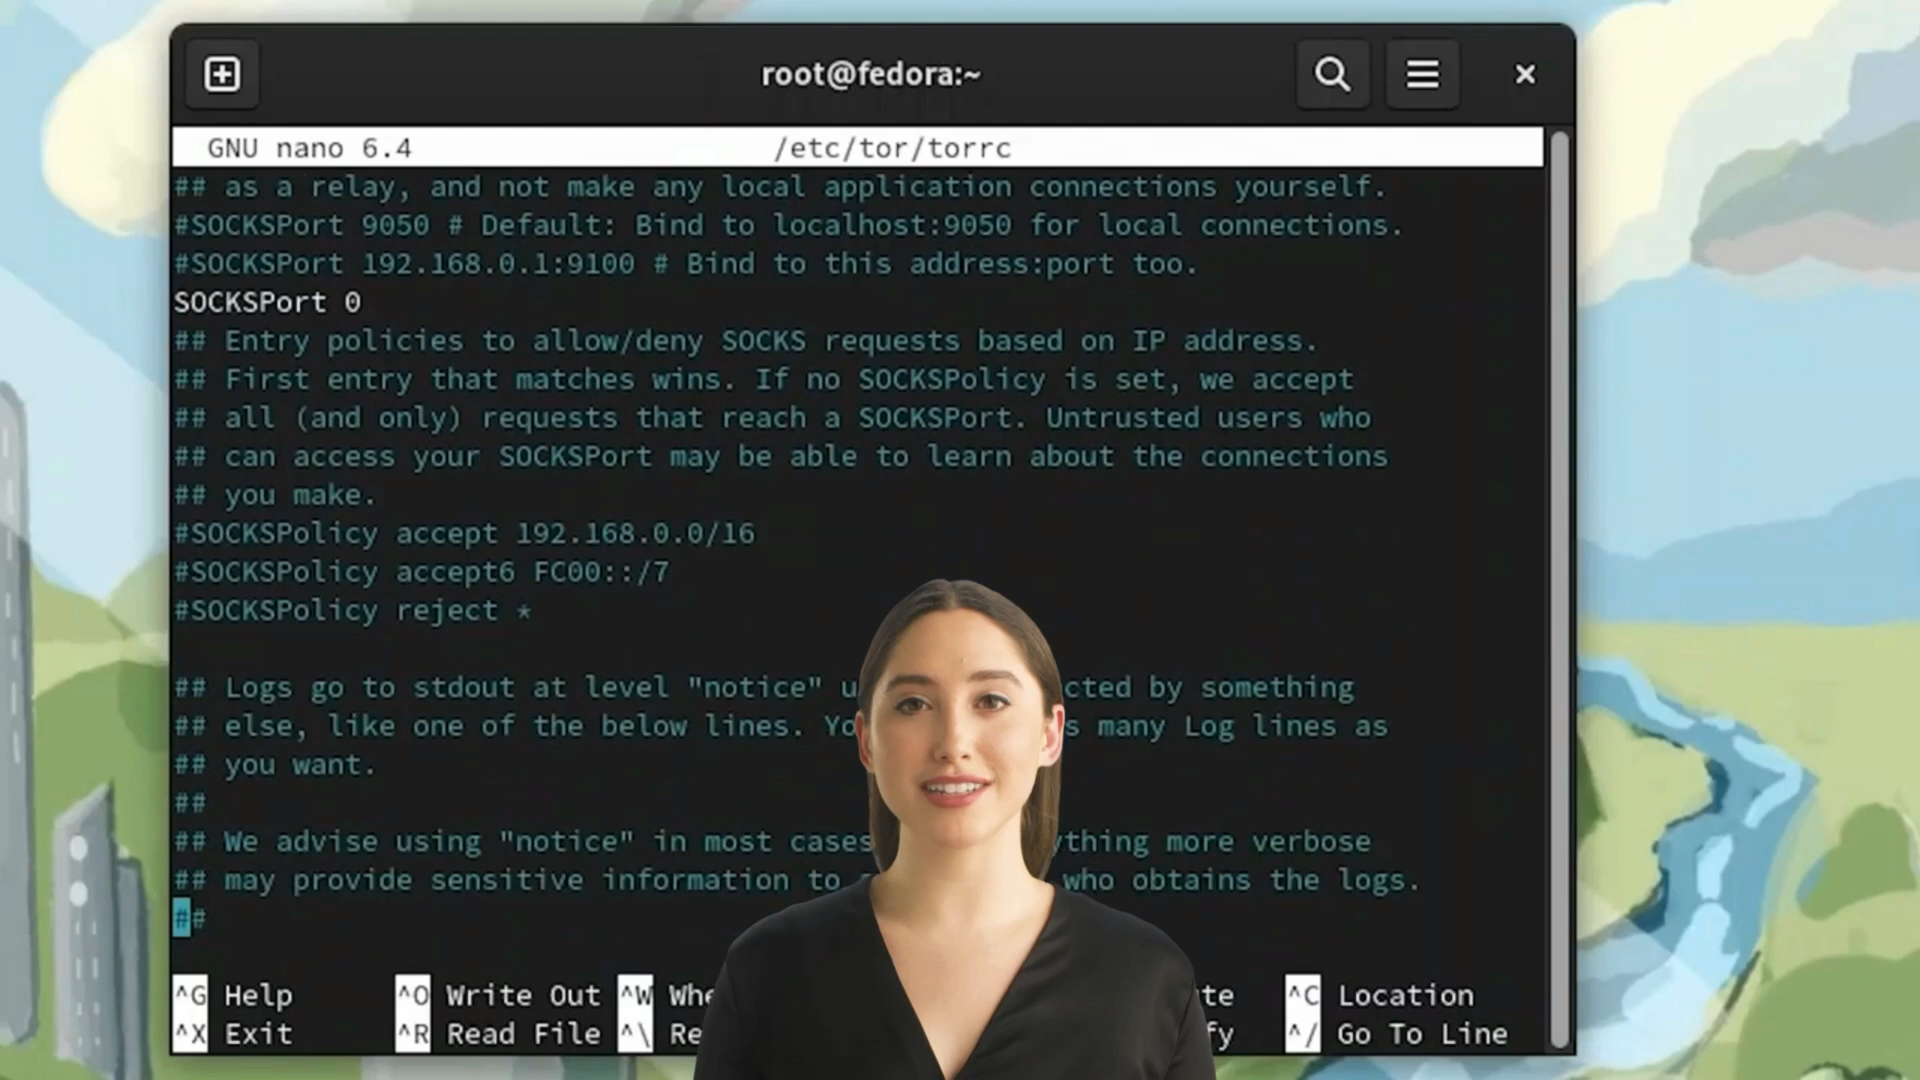 root@fedora:~
GNU nano 6.4 /etc/tor/torrc
## as a relay, and not make any local application connections yourself.
#SOCKSPort 9050 # Default: Bind to localhost:9050 for local connections.
#SOCKSPort 192.168.0.1:9100 # Bind to this address:port too.
SOCKSPort 0
## Entry policies to allow/deny SOCKS requests based on IP address.
## First entry that matches wins. If no SOCKSPolicy is set, we accept
## all (and only) requests that reach a SOCKSPort. Untrusted users who
## can access your SOCKSPort may be able to learn about the connections
## you make.
#SOCKSPolicy accept 192.168.0.0/16
#SOCKSPolicy accept6 FC00::/7
#SOCKSPolicy reject *
## Logs go to stdout at level "notice" by something
## else, like one of the below lines. many Log lines as
## you want.
##
## We advise using "notice" in most cases more verbose
## may provide sensitive information to who obtains the logs.
##
^G Help ^O Write Out ^W ^C Location
^X Exit ^R Read File ^\ ^/ Go To Line